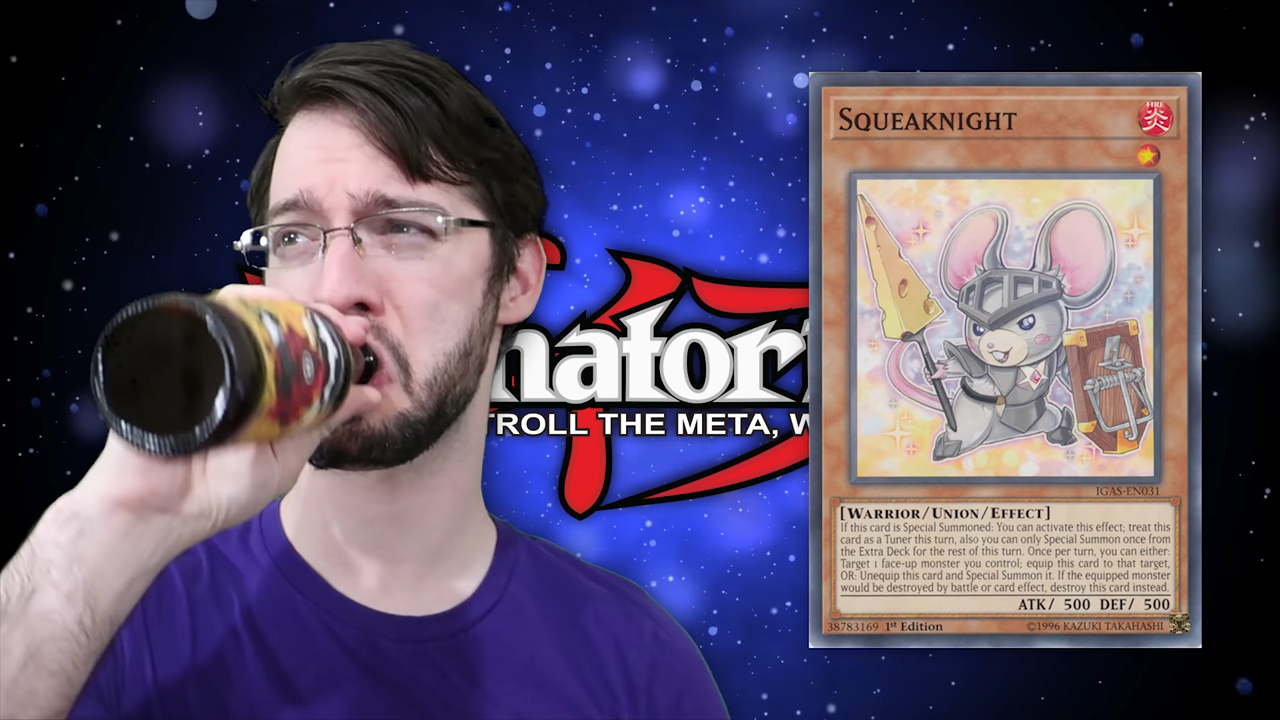 natori
TROLL THE META, W
SQUEAKNIGHT
FIRE
炎
IGAS-EN031
[WARRIOR/UNION/EFFECT]
If this card is Special Summoned: You can activate this effect; treat this
card as a Tuner this turn, also you can only Special Summon once from
the Extra Deck for the rest of this turn. Once per turn, you can either:
Target 1 face-up monster you control; equip this card to that target,
OR: Unequip this card and Special Summon it. If the equipped monster
would be destroyed by battle or card effect, destroy this card instead.
ATK/ 500 DEF/ 500
38783169 1st Edition ©1996 KAZUKI TAKAHASHI